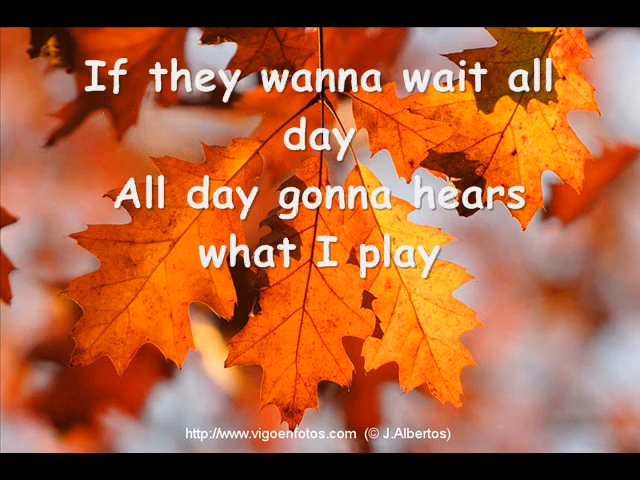 If they wanna wait all
day
All day gonna hears
what I play
http://www.vigoenfotos.com (© J.Albertos)